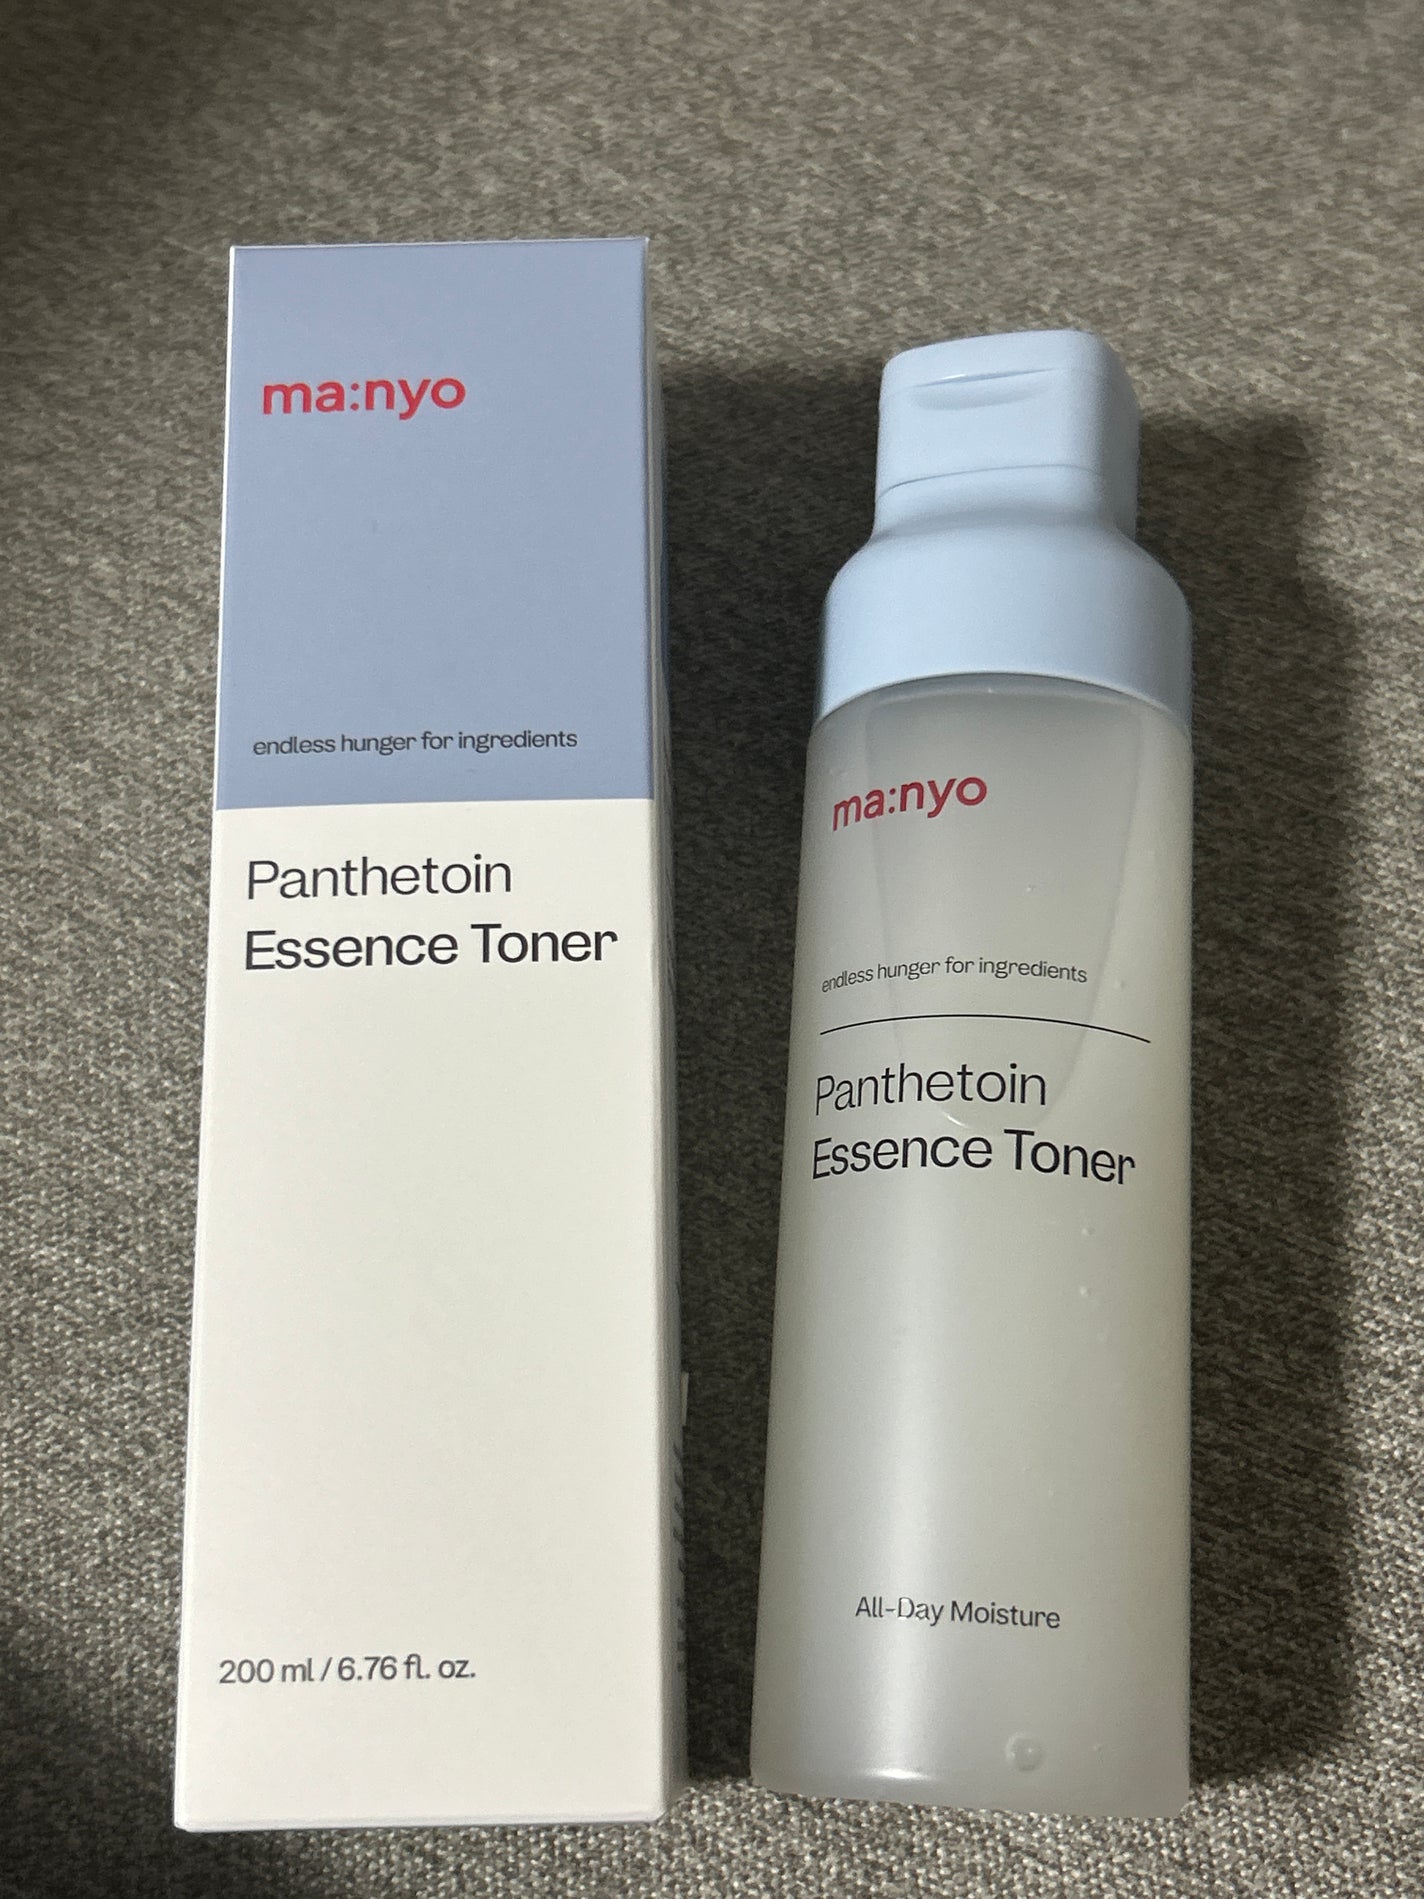 ma:nyo
endless hunger for ingredients
Panthetoin
Essence Toner
200 ml / 6.76 fl. oz.
ma:nyo
endless hunger for ingredients
Panthetoin
Essence Toner
All-Day Moisture